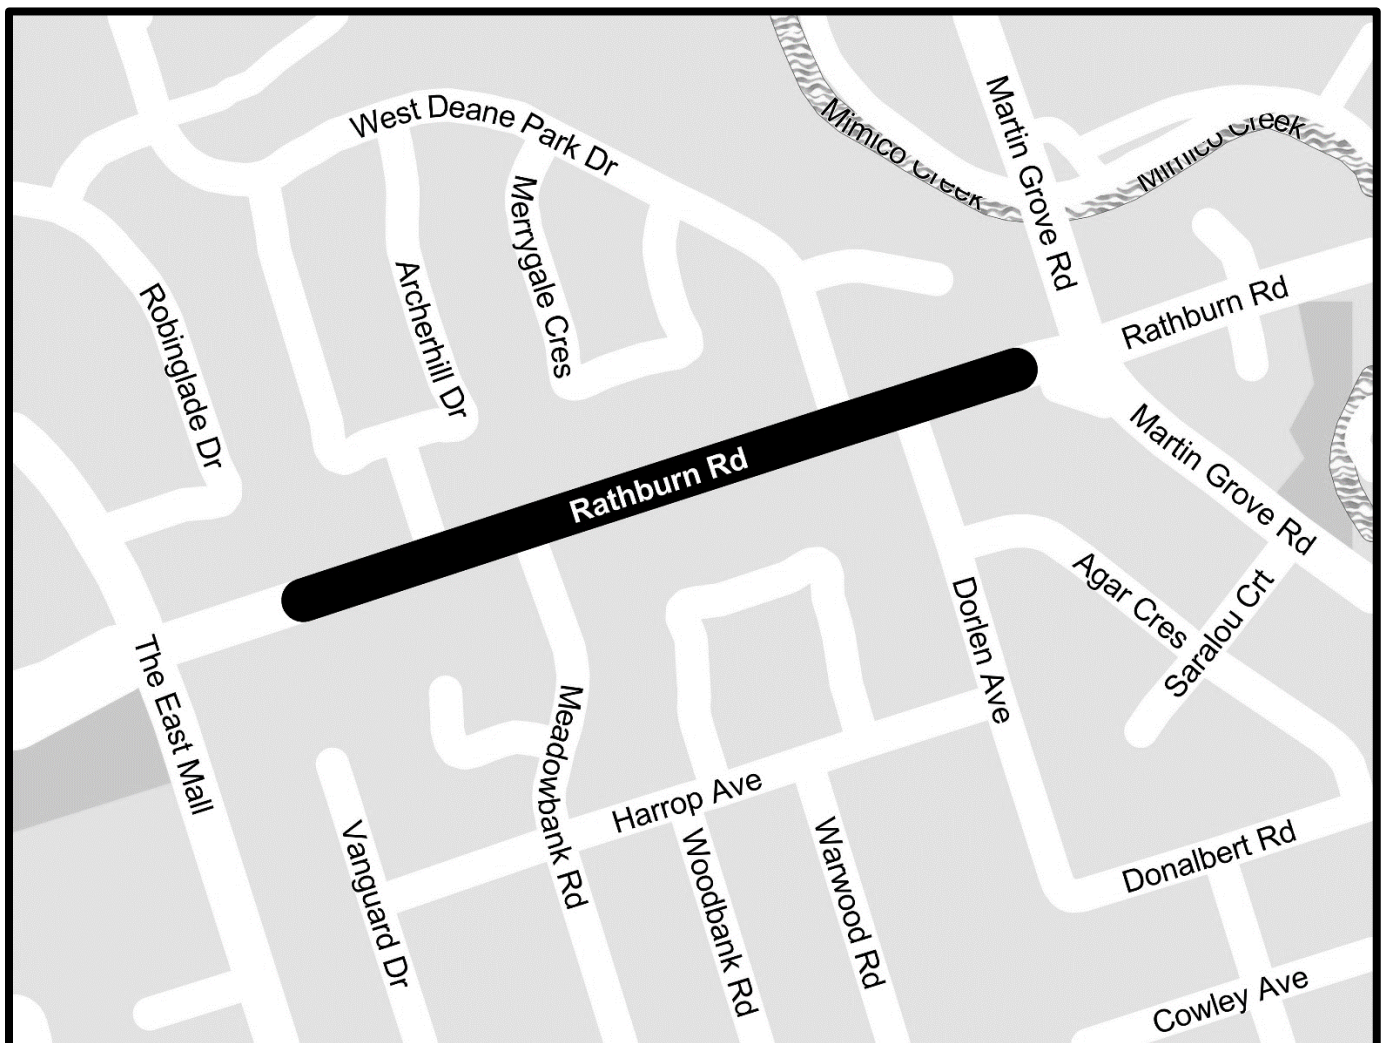 West Deane Park Dr
Martin Grove Rd
Mimico Creek
Mimico Creek
Merrygale Cres
Archerhill Dr
Robinglade Dr
Rathburn Rd
Rathburn Rd
Martin Grove Rd
Agar Cres
Saralou Crt
Dorlen Ave
The East Mall
Meadowbank Rd
Harrop Ave
Vanguard Dr
Woodbank Rd
Warwood Rd
Donalbert Rd
Cowley Ave